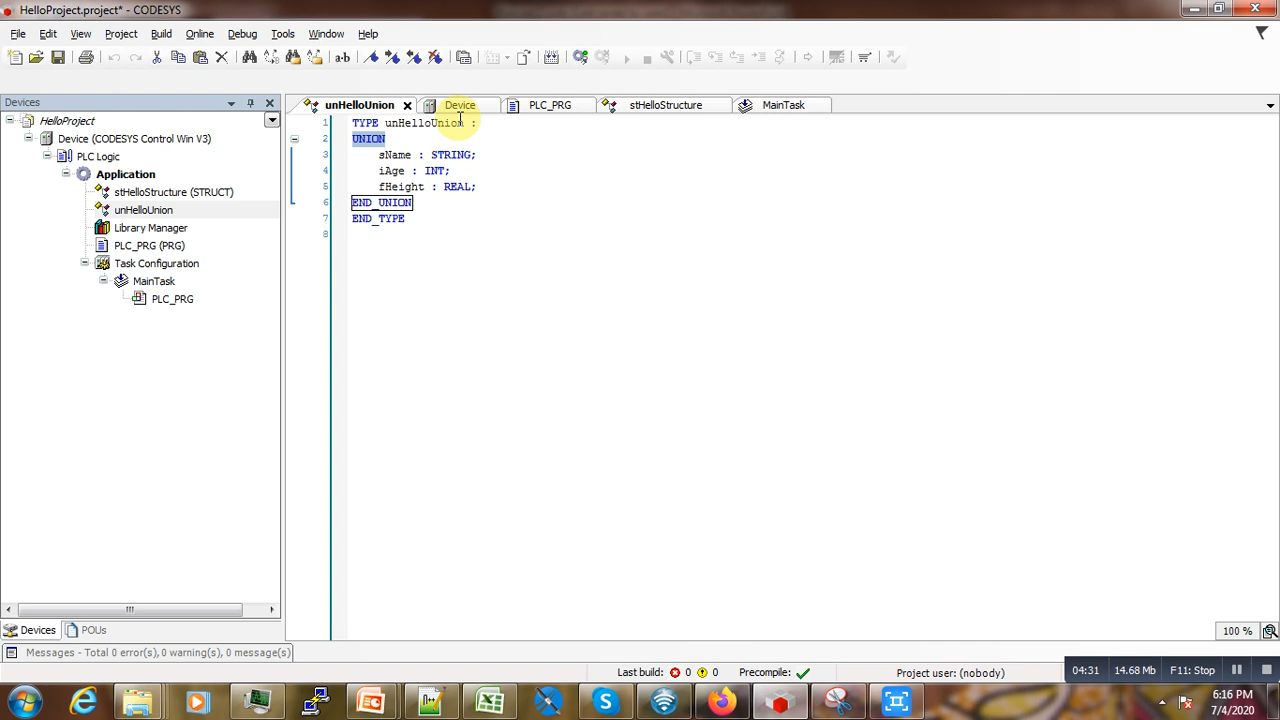 HelloProject.project* - CODESYS
File Edit View Project Build Online Debug Tools Window Help
Devices
HelloProject
Device (CODESYS Control Win V3)
PLC Logic
Application
stHelloStructure (STRUCT)
unHelloUnion
Library Manager
PLC_PRG (PRG)
Task Configuration
MainTask
PLC_PRG
Devices POUs
unHelloUnion Device PLC_PRG stHelloStructure MainTask
1 TYPE unHelloUnion :
2 UNION
3 sName : STRING;
4 iAge : INT;
5 fHeight : REAL;
6 END_UNION
7 END_TYPE
8
100 %
Messages - Total 0 error(s), 0 warning(s), 0 message(s)
Last build: 0 0 Precompile: Project user: (nobody)
04:31 14.68 Mb F11: Stop
6:16 PM
7/4/2020